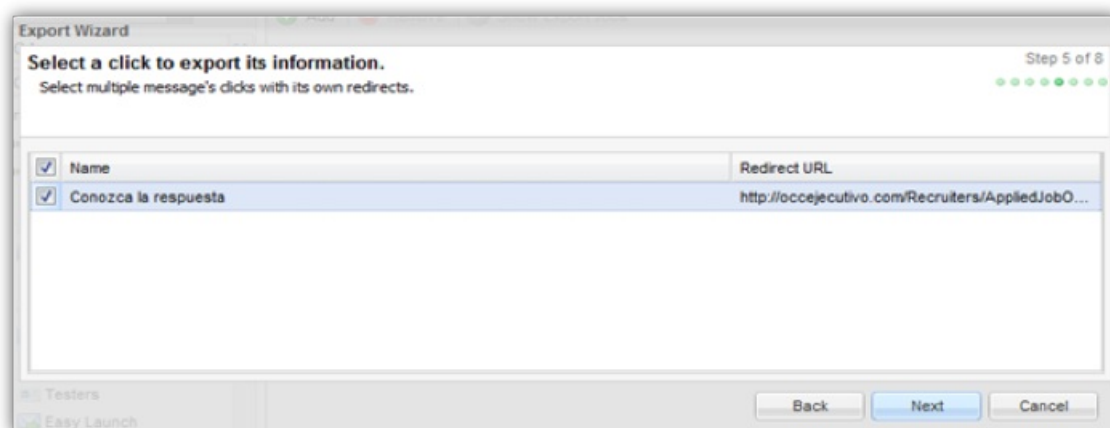 Export Wizard
Select a click to export its information.
Step 5 of 8
Select multiple message's clicks with its own redirects.
Name Redirect URL
Conozca la respuesta http://occejecutivo.com/Recruiters/AppliedJobO...
Testers
Back Next Cancel
Easy Launch